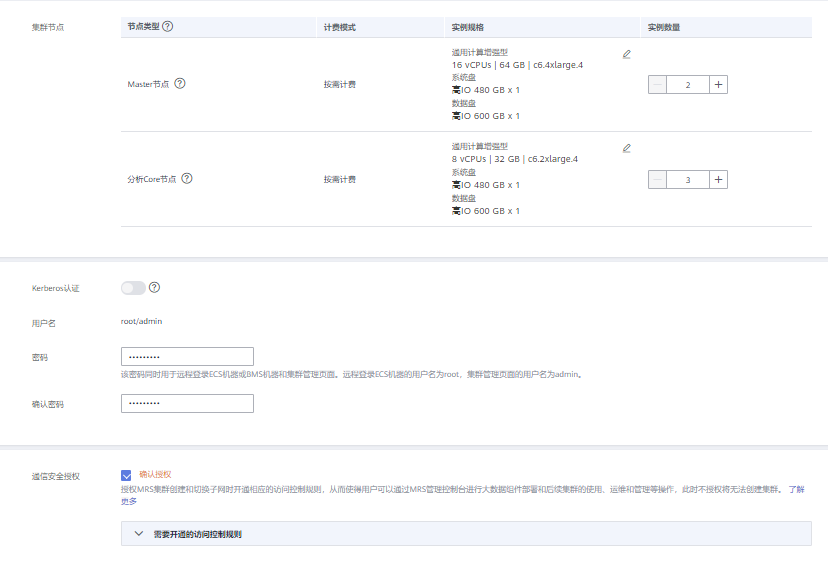 集群节点
节点类型 ?
计费模式
实例规格
实例数量
Master节点 ?
按需计费
通用计算增强型
16 vCPUs | 64 GB | c6.4xlarge.4
系统盘
高IO 480 GB x 1
数据盘
高IO 600 GB x 1
2
分析Core节点 ?
按需计费
通用计算增强型
8 vCPUs | 32 GB | c6.2xlarge.4
系统盘
高IO 480 GB x 1
数据盘
高IO 600 GB x 1
3
Kerberos认证 ?
用户名
root/admin
密码
•••••••••
该密码同时用于远程登录ECS机器或BMS机器和集群管理页面。远程登录ECS机器的用户名为root，集群管理页面的用户名为admin。
确认密码
•••••••••
通信安全授权
确认授权
授权MRS集群创建和切换子网时开通相应的访问控制规则，从而使得用户可以通过MRS管理控制台进行大数据组件部署和后续集群的使用、运维和管理等操作，此时不授权将无法创建集群。 了解
更多
需要开通的访问控制规则